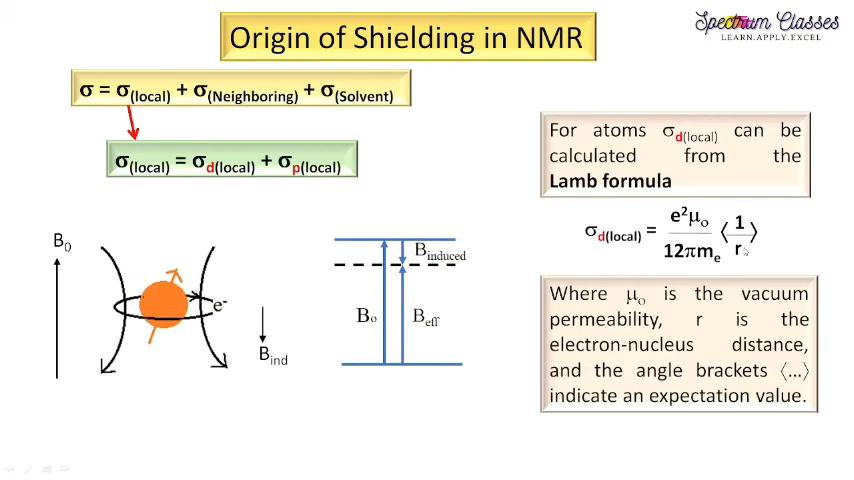 Spectrum Classes
LEARN.APPLY.EXCEL
Origin of Shielding in NMR
σ = σ(local) + σ(Neighboring) + σ(Solvent)
σ(local) = σd(local) + σp(local)
For atoms σd(local) can be
calculated from the
Lamb formula
σd(local) = e²μo / 12πme ⟨ 1 / r ⟩
B0
e-
Bind
Binduced
Bo
Beff
Where μo is the vacuum
permeability, r is the
electron-nucleus distance,
and the angle brackets ⟨...⟩
indicate an expectation value.